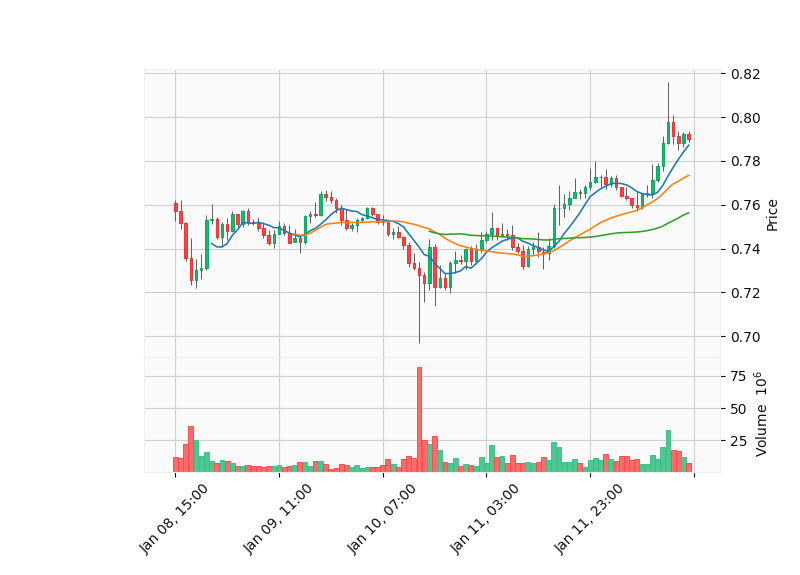 0.82
0.80
0.78
0.76
0.74
0.72
0.70
Price
75
50
25
Volume 10⁶
Jan 08, 15:00
Jan 09, 11:00
Jan 10, 07:00
Jan 11, 03:00
Jan 11, 23:00